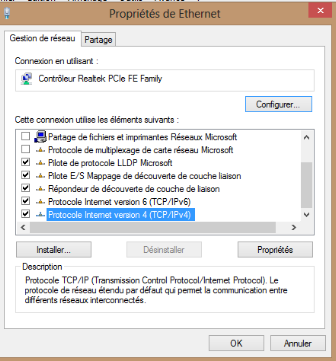 Propriétés de Ethernet
Gestion de réseau
Partage
Connexion en utilisant :
Contrôleur Realtek PCIe FE Family
Configurer...
Cette connexion utilise les éléments suivants :
Partage de fichiers et imprimantes Réseaux Microsoft
Protocole de multiplexage de carte réseau Microsoft
Pilote de protocole LLDP Microsoft
Pilote E/S Mappage de découverte de couche de liaison
Répondeur de découverte de couche de liaison
Protocole Internet version 6 (TCP/IPv6)
Protocole Internet version 4 (TCP/IPv4)
Installer...
Désinstaller
Propriétés
Description
Protocole TCP/IP (Transmission Control Protocol/Internet Protocol). Le
protocole de réseau étendu par défaut qui permet la communication entre
différents réseaux interconnectés.
OK
Annuler